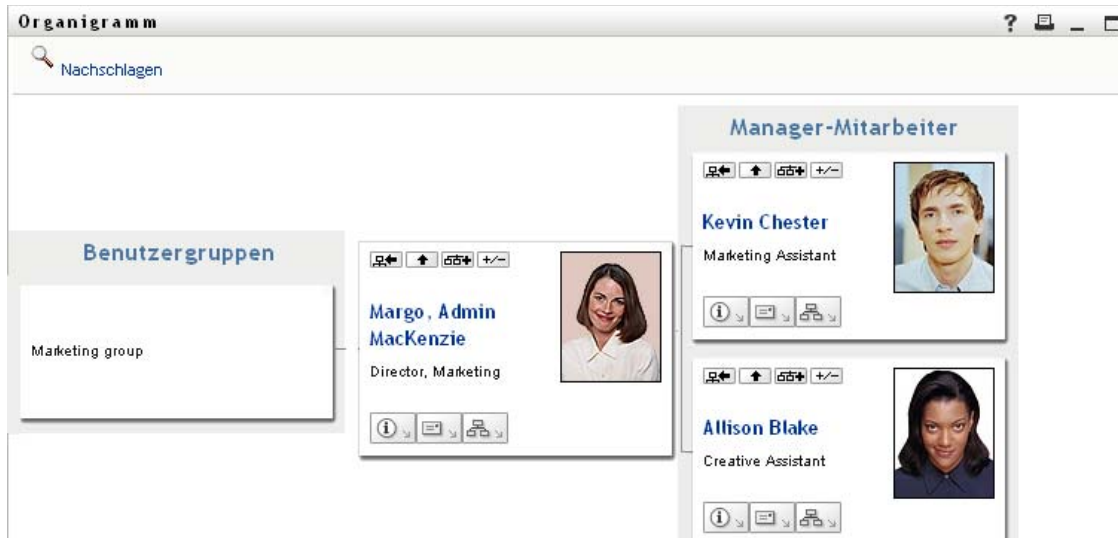 Organigramm
Nachschlagen
Benutzergruppen
Marketing group
Margo, Admin
MacKenzie
Director, Marketing
Manager-Mitarbeiter
Kevin Chester
Marketing Assistant
Allison Blake
Creative Assistant